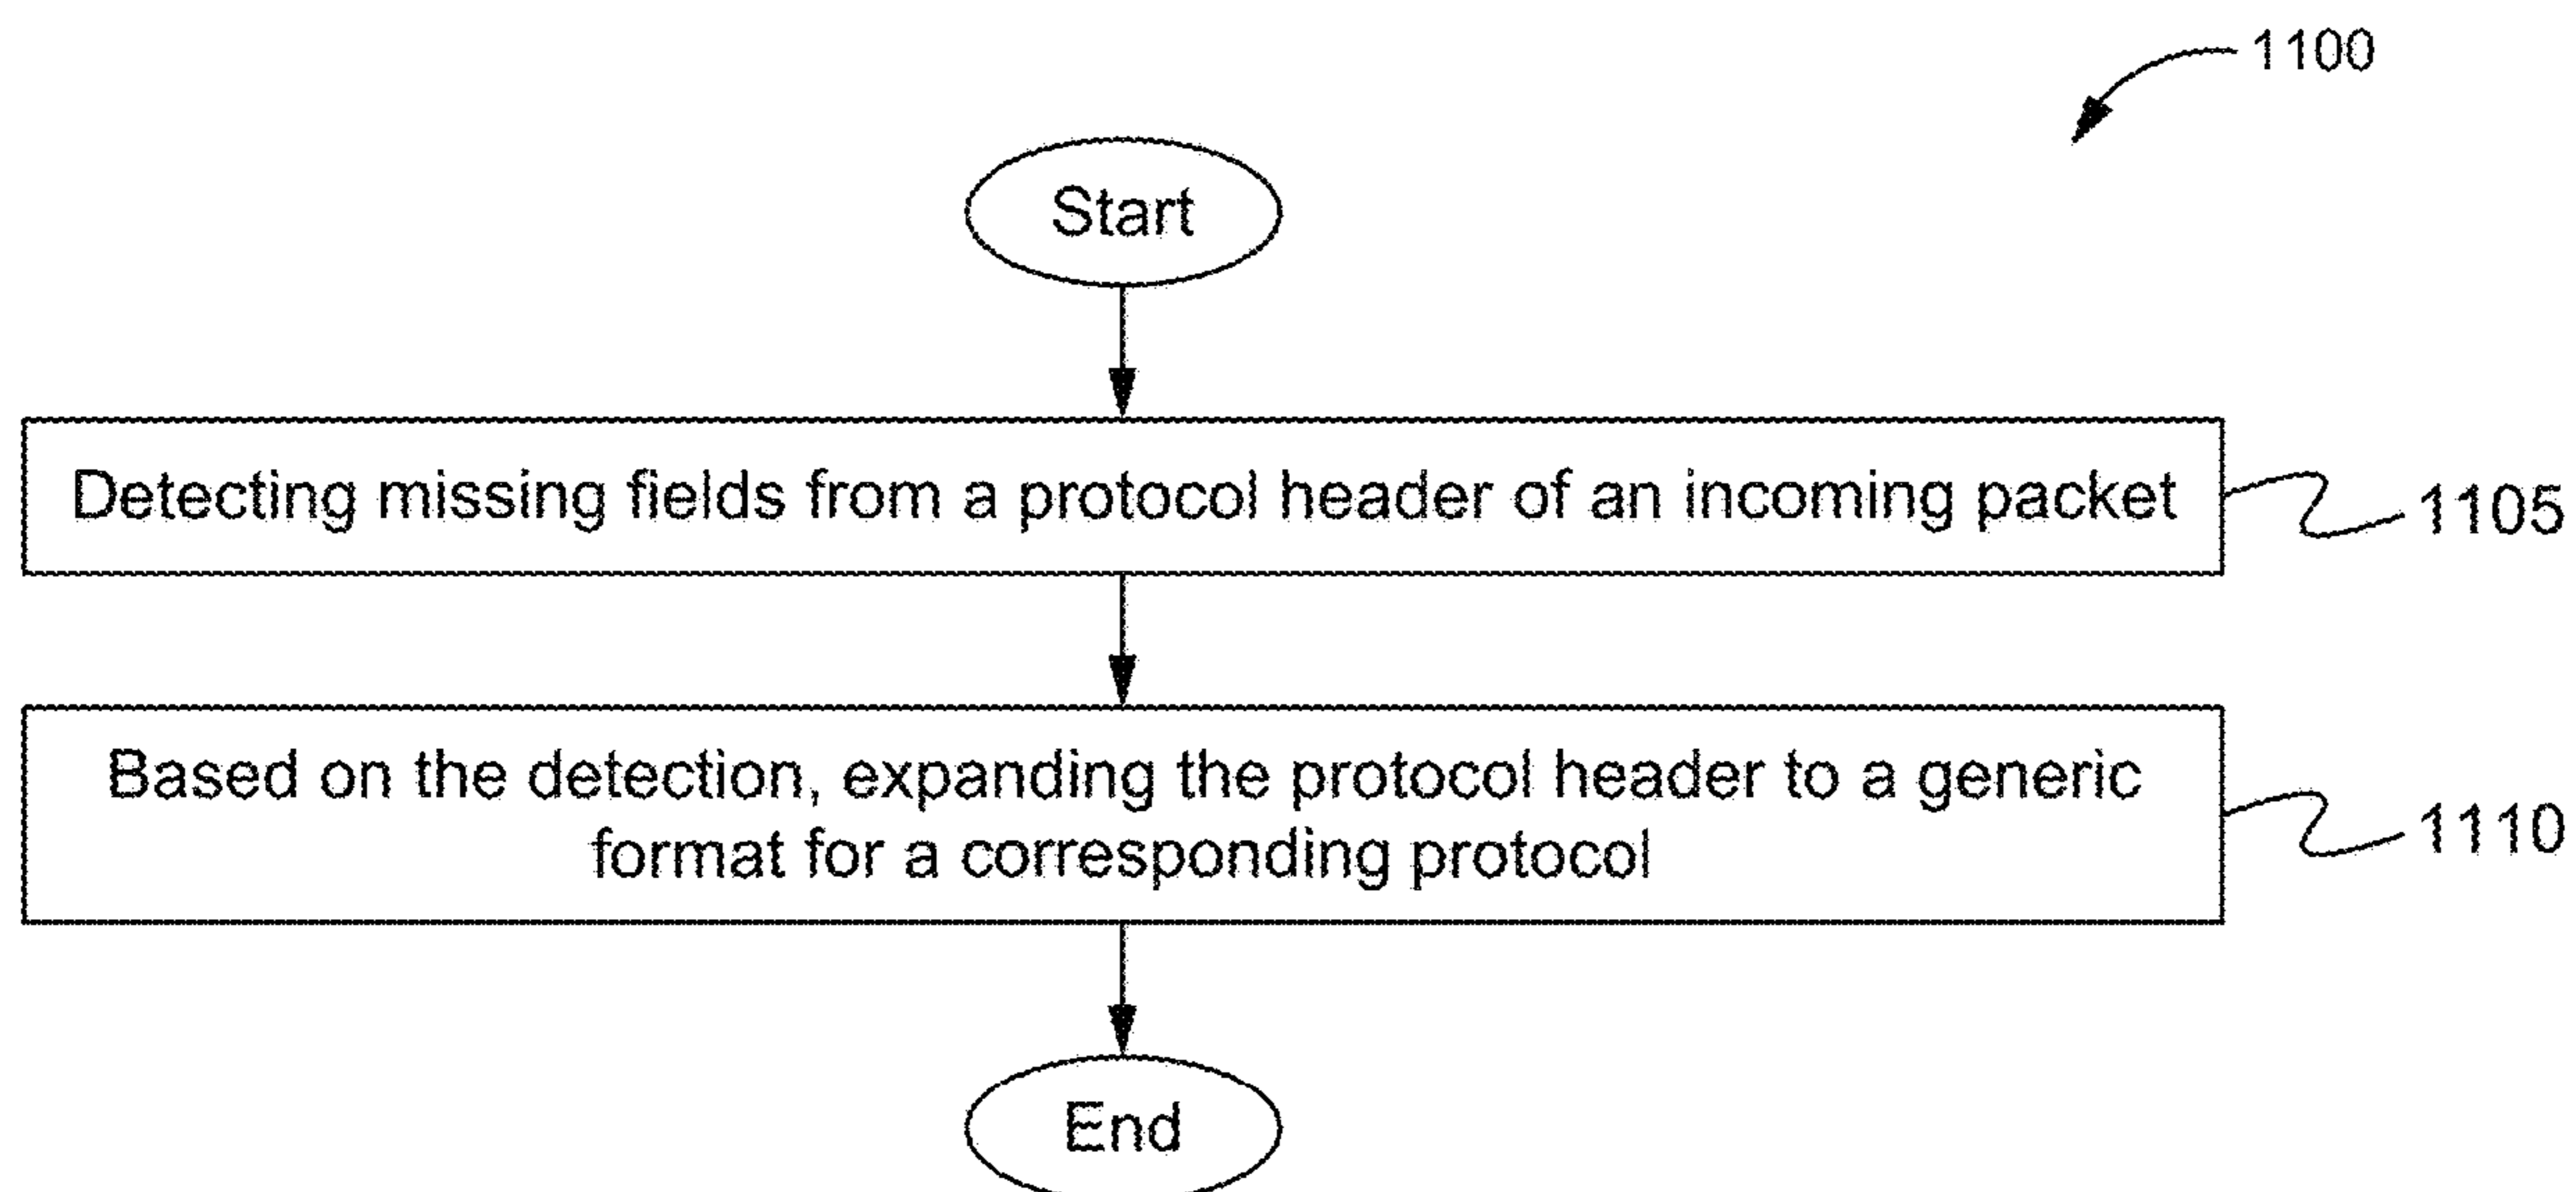 1100
Start
Detecting missing fields from a protocol header of an incoming packet
1105
Based on the detection, expanding the protocol header to a generic
format for a corresponding protocol
1110
End